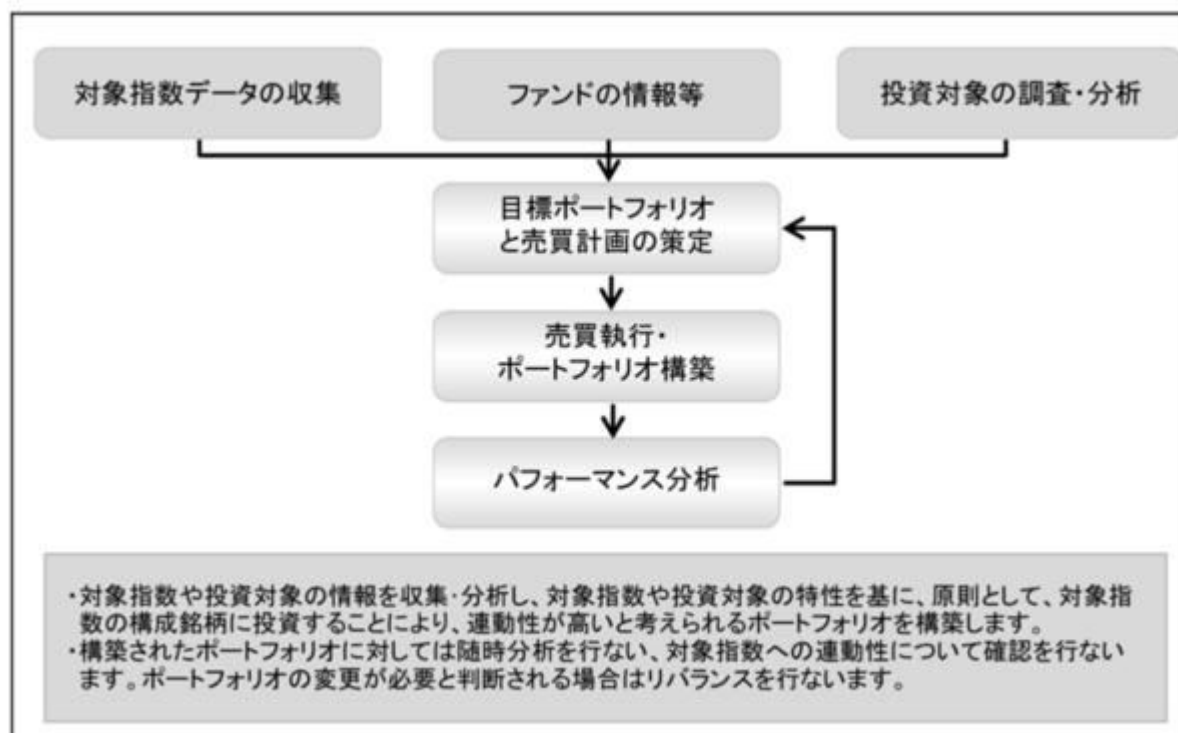 対象指数データの収集
ファンドの情報等
投資対象の調査・分析
目標ポートフォリオ
と売買計画の策定
売買執行・
ポートフォリオ構築
パフォーマンス分析
・対象指数や投資対象の情報を収集・分析し、対象指数や投資対象の特性を基に、原則として、対象指
数の構成銘柄に投資することにより、連動性が高いと考えられるポートフォリオを構築します。
・構築されたポートフォリオに対しては随時分析を行ない、対象指数への連動性について確認を行ない
ます。ポートフォリオの変更が必要と判断される場合はリバランスを行ないます。